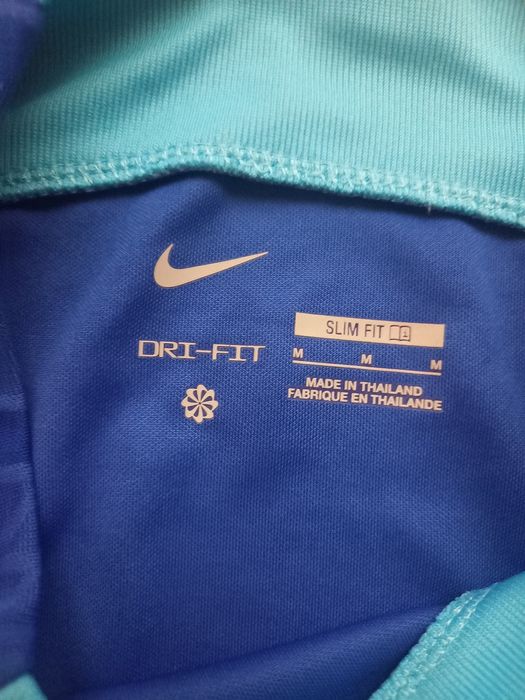 DRI-FIT
SLIM FIT
M M M
MADE IN THAILAND
FABRIQUE EN THAILANDE